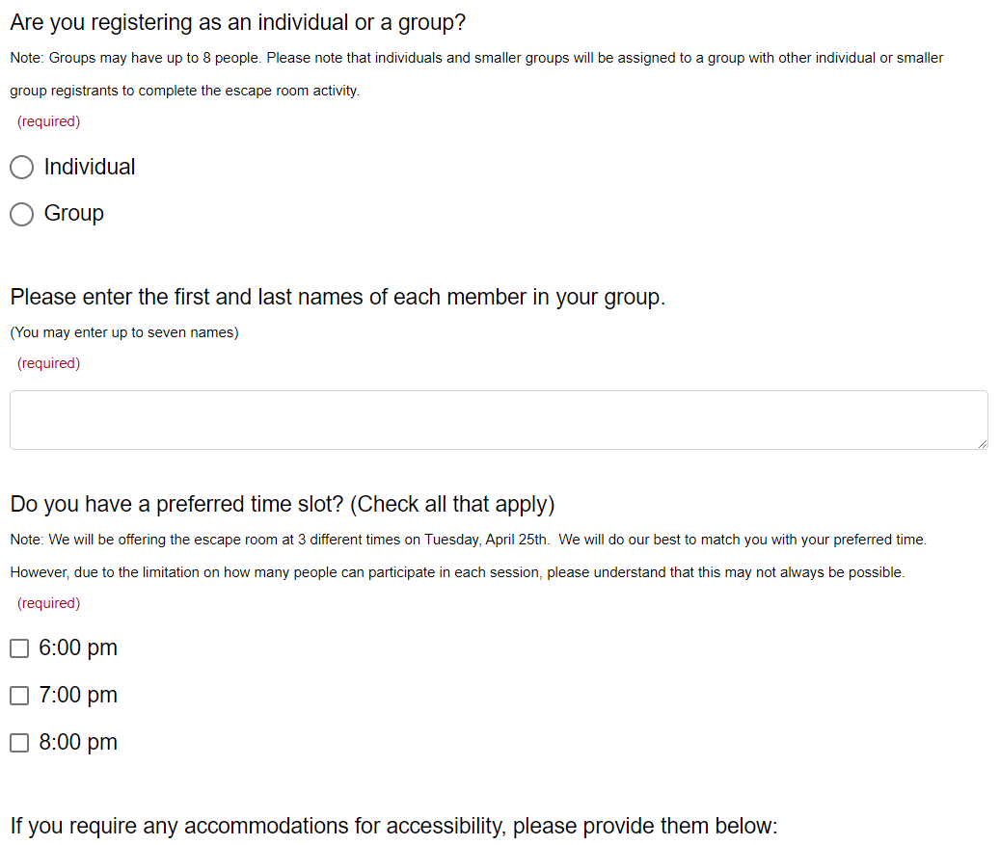 Are you registering as an individual or a group?
Note: Groups may have up to 8 people. Please note that individuals and smaller groups will be assigned to a group with other individual or smaller
group registrants to complete the escape room activity.
(required)
Individual
Group
Please enter the first and last names of each member in your group.
(You may enter up to seven names)
(required)
Do you have a preferred time slot? (Check all that apply)
Note: We will be offering the escape room at 3 different times on Tuesday, April 25th.  We will do our best to match you with your preferred time.
However, due to the limitation on how many people can participate in each session, please understand that this may not always be possible.
(required)
6:00 pm
7:00 pm
8:00 pm
If you require any accommodations for accessibility, please provide them below: